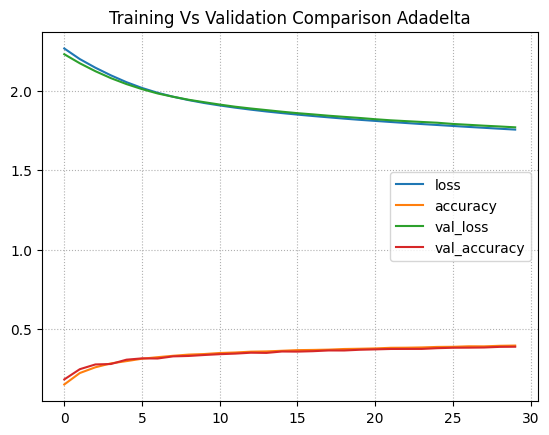 Training Vs Validation Comparison Adadelta
2.0
1.5
1.0
0.5
loss
accuracy
val_loss
val_accuracy
0 5 10 15 20 25 30